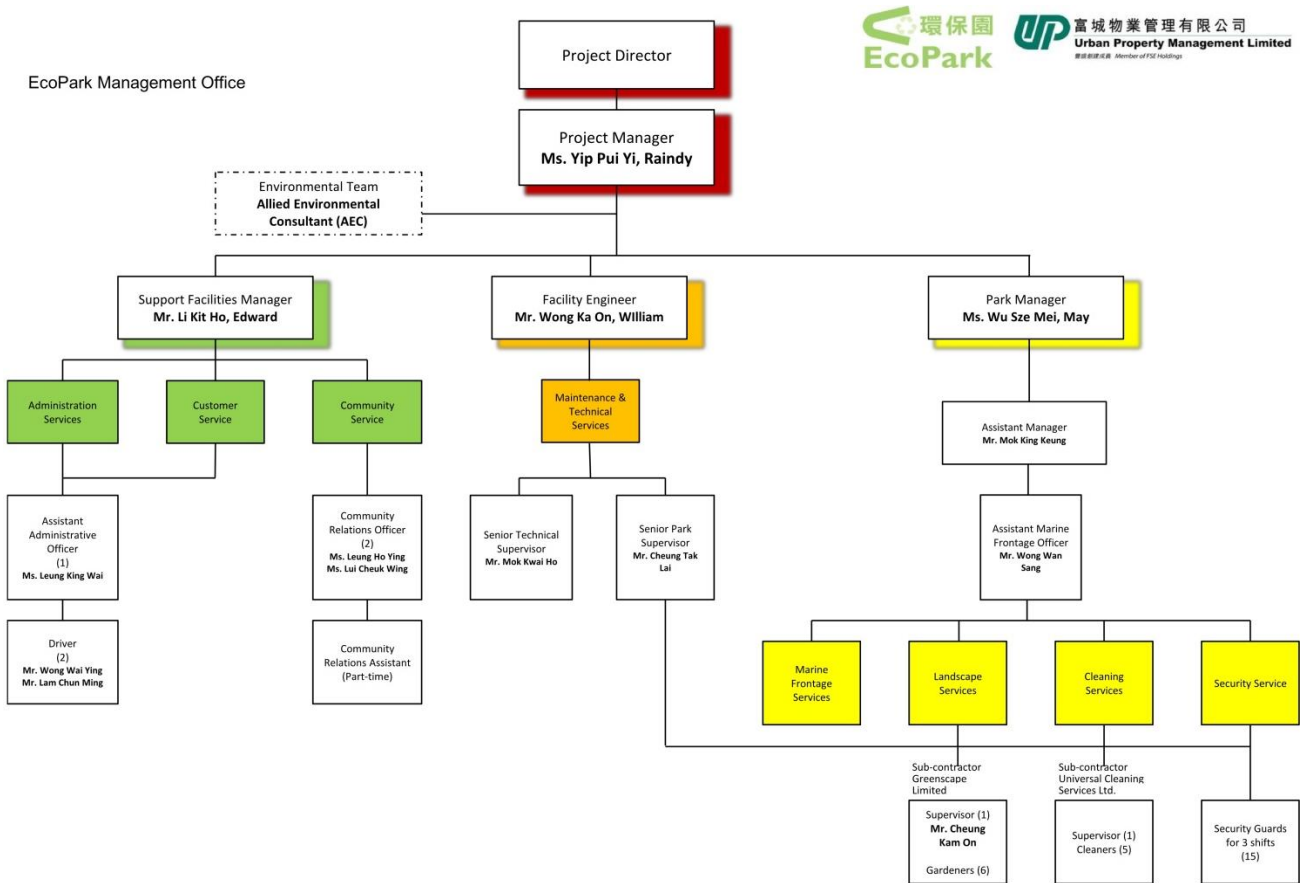 環保園
EcoPark
UP
富城物業管理有限公司
Urban Property Management Limited
豐盛創建成員 Member of FSE Holdings
EcoPark Management Office
Project Director
Project Manager
Ms. Yip Pui Yi, Raindy
Environmental Team
Allied Environmental
Consultant (AEC)
Support Facilities Manager
Mr. Li Kit Ho, Edward
Facility Engineer
Mr. Wong Ka On, WIlliam
Park Manager
Ms. Wu Sze Mei, May
Administration
Services
Customer
Service
Community
Service
Maintenance &
Technical
Services
Assistant Manager
Mr. Mok King Keung
Assistant
Administrative
Officer
(1)
Ms. Leung King Wai
Community
Relations Officer
(2)
Ms. Leung Ho Ying
Ms. Lui Cheuk Wing
Senior Technical
Supervisor
Mr. Mok Kwai Ho
Senior Park
Supervisor
Mr. Cheung Tak
Lai
Assistant Marine
Frontage Officer
Mr. Wong Wan
Sang
Driver
(2)
Mr. Wong Wai Ying
Mr. Lam Chun Ming
Community
Relations Assistant
(Part-time)
Marine
Frontage
Services
Landscape
Services
Cleaning
Services
Security Service
Sub-contractor
Greenscape
Limited
Sub-contractor
Universal Cleaning
Services Ltd.
Supervisor (1)
Mr. Cheung
Kam On
Gardeners (6)
Supervisor (1)
Cleaners (5)
Security Guards
for 3 shifts
(15)